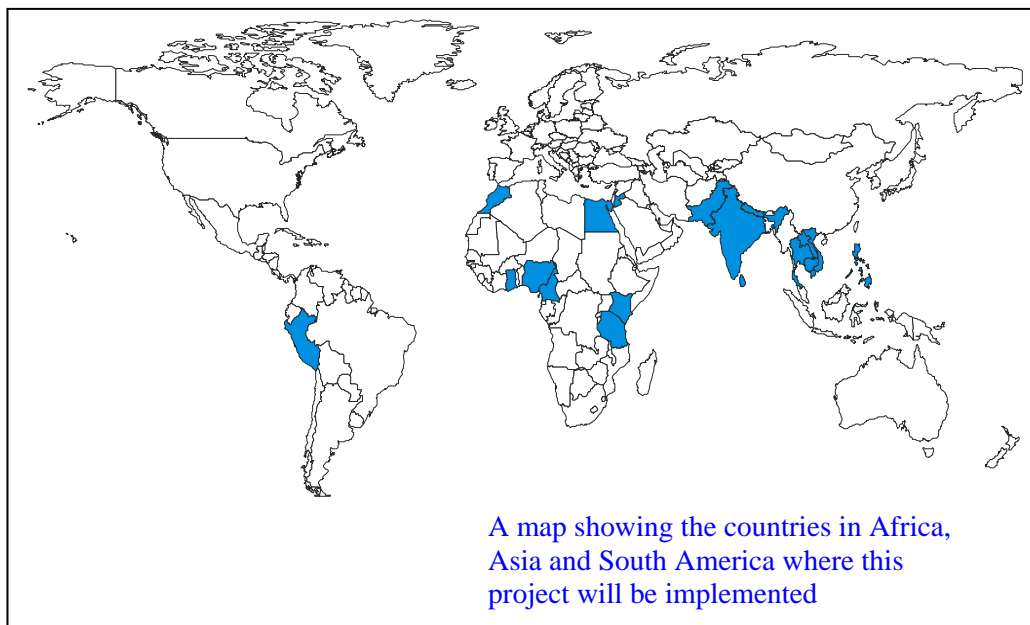 A map showing the countries in Africa,
Asia and South America where this
project will be implemented